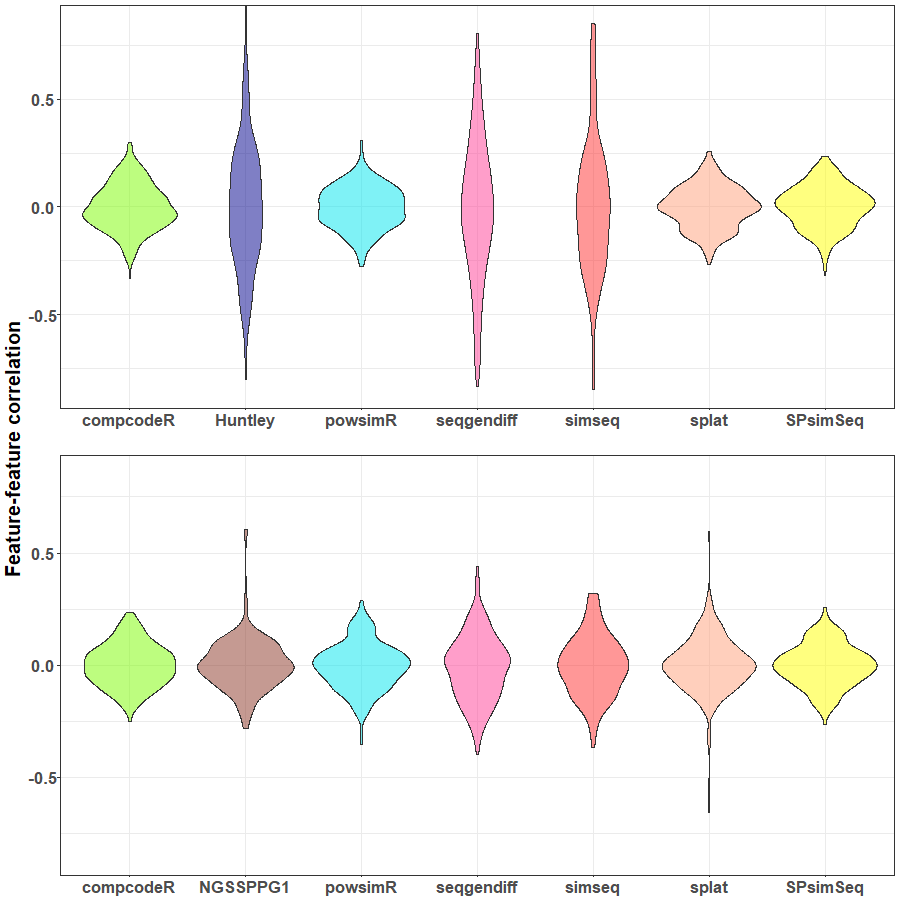 Feature-feature correlation
0.5
0.0
-0.5
compcodeR Huntley powsimR seqgendiff simseq splat SPsimSeq
0.5
0.0
-0.5
compcodeR NGSSPPG1 powsimR seqgendiff simseq splat SPsimSeq